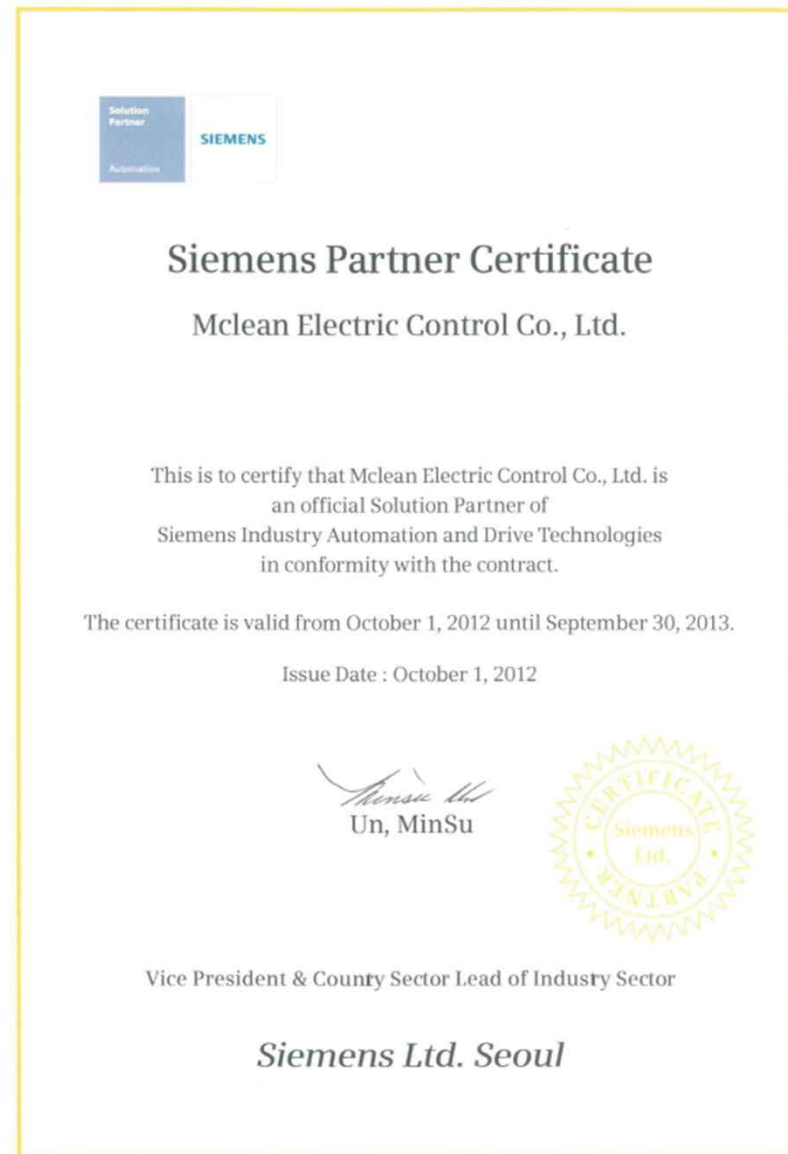 Solution
Partner
Automation
SIEMENS
Siemens Partner Certificate
Mclean Electric Control Co., Ltd.
This is to certify that Mclean Electric Control Co., Ltd. is
an official Solution Partner of
Siemens Industry Automation and Drive Technologies
in conformity with the contract.
The certificate is valid from October 1, 2012 until September 30, 2013.
Issue Date : October 1, 2012
Minsu Un
Un, MinSu
CERTIFICATE
Siemens
Ltd.
PARTNER
Vice President & County Sector Lead of Industry Sector
Siemens Ltd. Seoul